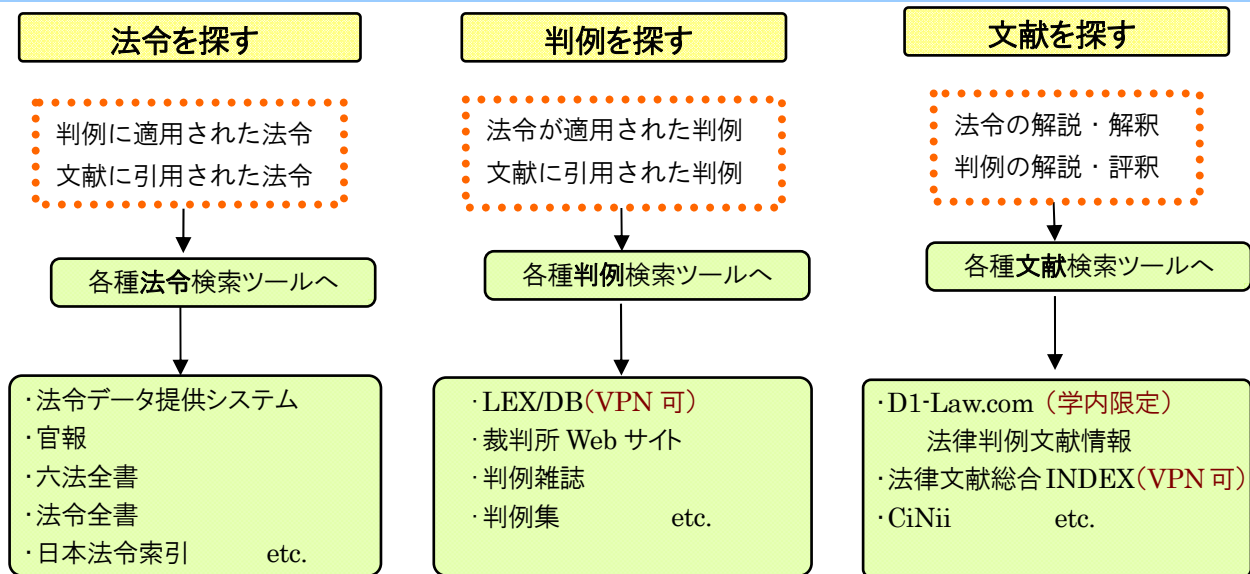 法令を探す
判例に適用された法令
文献に引用された法令
各種法令検索ツールへ
・法令データ提供システム
・官報
・六法全書
・法令全書
・日本法令索引 etc.
判例を探す
法令が適用された判例
文献に引用された判例
各種判例検索ツールへ
・LEX/DB(VPN 可)
・裁判所 Web サイト
・判例雑誌
・判例集 etc.
文献を探す
法令の解説・解釈
判例の解説・評釈
各種文献検索ツールへ
・D1-Law.com (学内限定)
法律判例文献情報
・法律文献総合 INDEX(VPN 可)
・CiNii etc.